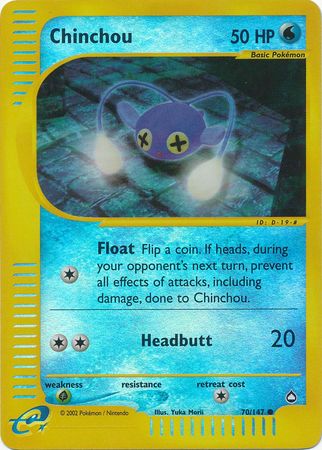 Chinchou 50 HP
Basic Pokémon
ID: D-19-#
Float Flip a coin. If heads, during
your opponent's next turn, prevent
all effects of attacks, including
damage, done to Chinchou.
Headbutt 20
weakness resistance retreat cost
e
© 2002 Pokémon / Nintendo Illus. Yuka Morii 70/147